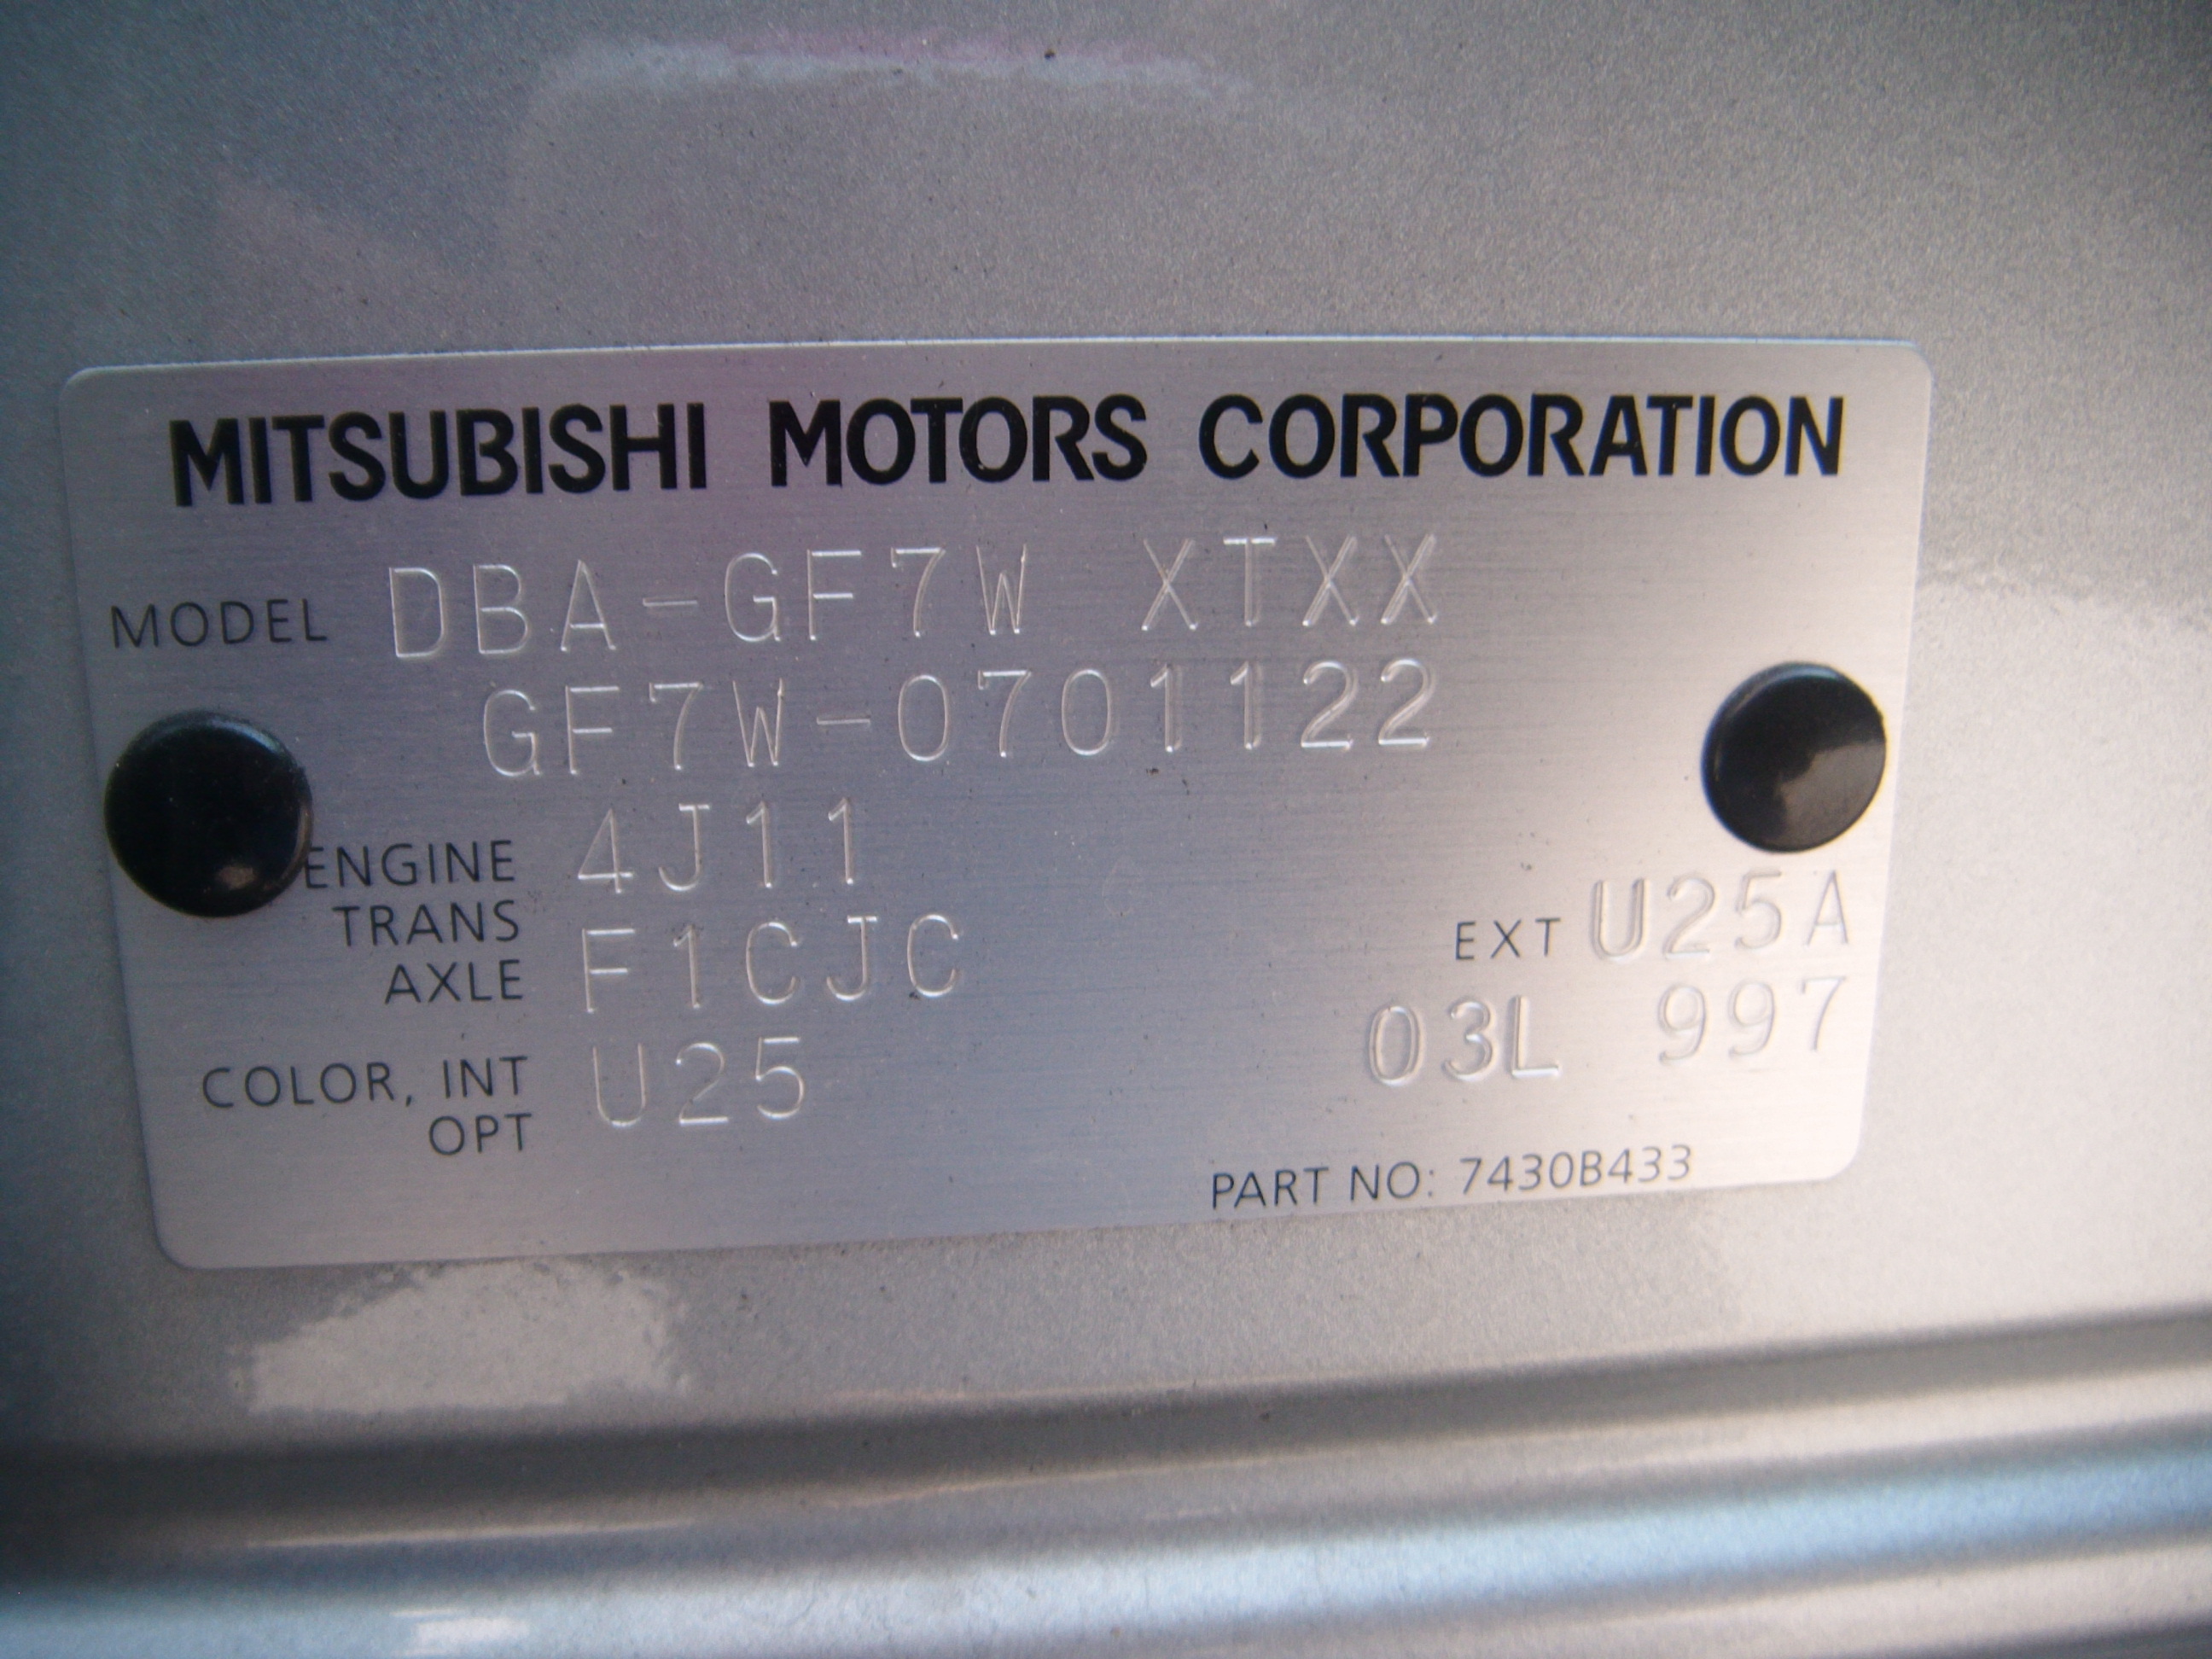 MITSUBISHI MOTORS CORPORATION
MODEL DBA-GF7W XTXX
GF7W-0701122
ENGINE 4J11
TRANS
AXLE F1CJC
EXT U25A
COLOR, INT U25
OPT 03L 997
PART NO: 7430B433